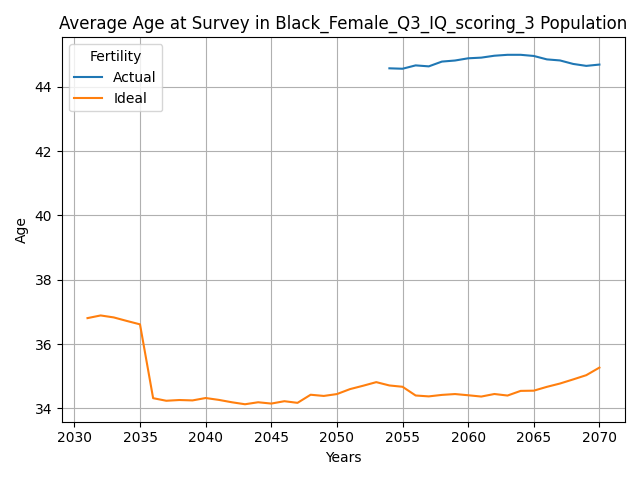 Average Age at Survey in Black_Female_Q3_IQ_scoring_3 Population
Fertility
Actual
Ideal
Age
44
42
40
38
36
34
2030 2035 2040 2045 2050 2055 2060 2065 2070
Years